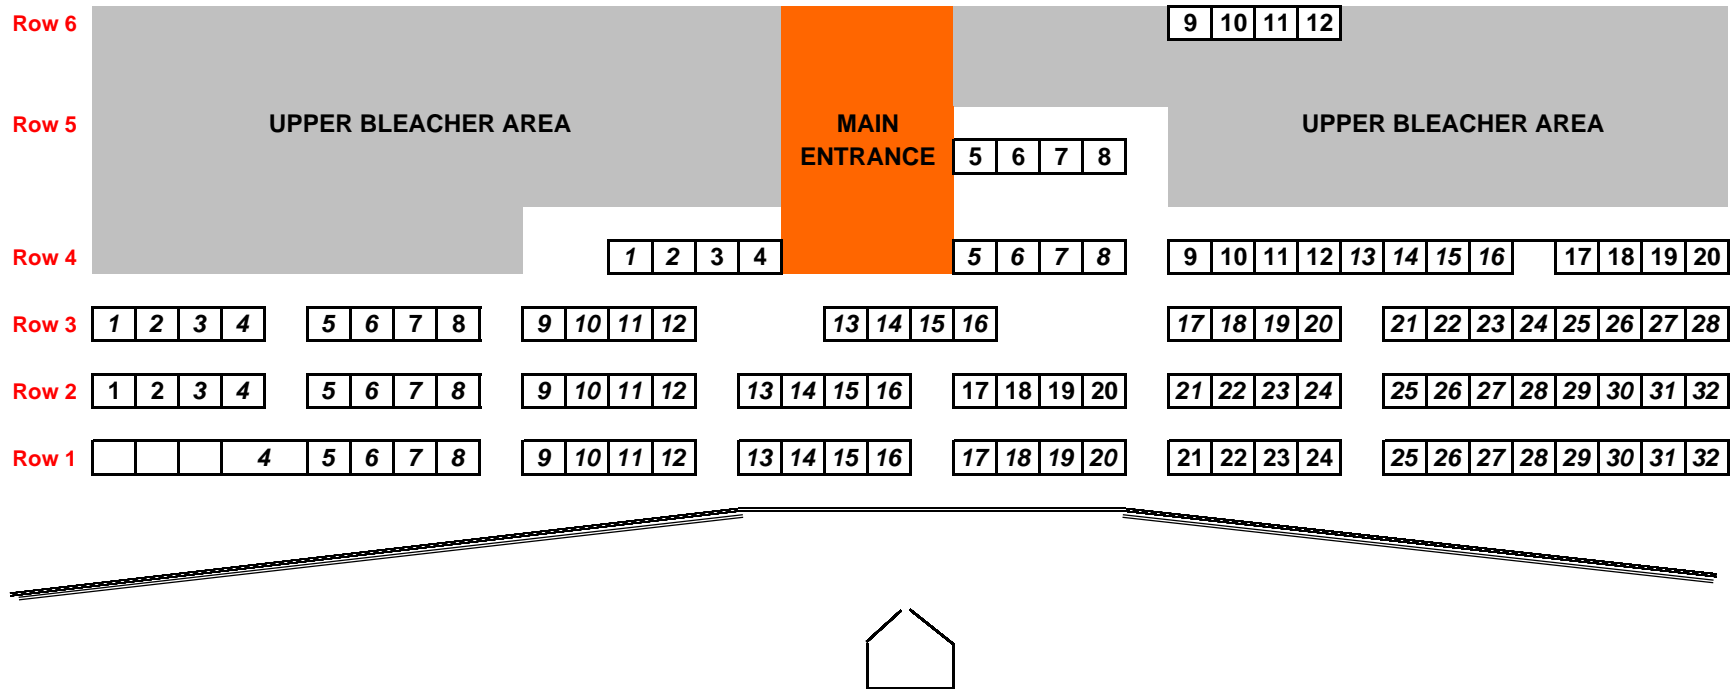 Row 6 9 10 11 12
Row 5 UPPER BLEACHER AREA MAIN UPPER BLEACHER AREA
ENTRANCE 5 6 7 8
Row 4 1 2 3 4 5 6 7 8 9 10 11 12 13 14 15 16 17 18 19 20
Row 3 1 2 3 4 5 6 7 8 9 10 11 12 13 14 15 16 17 18 19 20 21 22 23 24 25 26 27 28
Row 2 1 2 3 4 5 6 7 8 9 10 11 12 13 14 15 16 17 18 19 20 21 22 23 24 25 26 27 28 29 30 31 32
Row 1 4 5 6 7 8 9 10 11 12 13 14 15 16 17 18 19 20 21 22 23 24 25 26 27 28 29 30 31 32